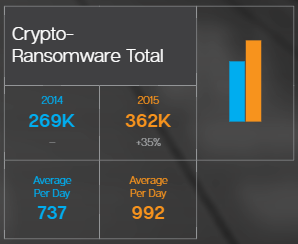 Crypto-
Ransomware Total
2014
269K
–
2015
362K
+35%
Average
Per Day
737
Average
Per Day
992